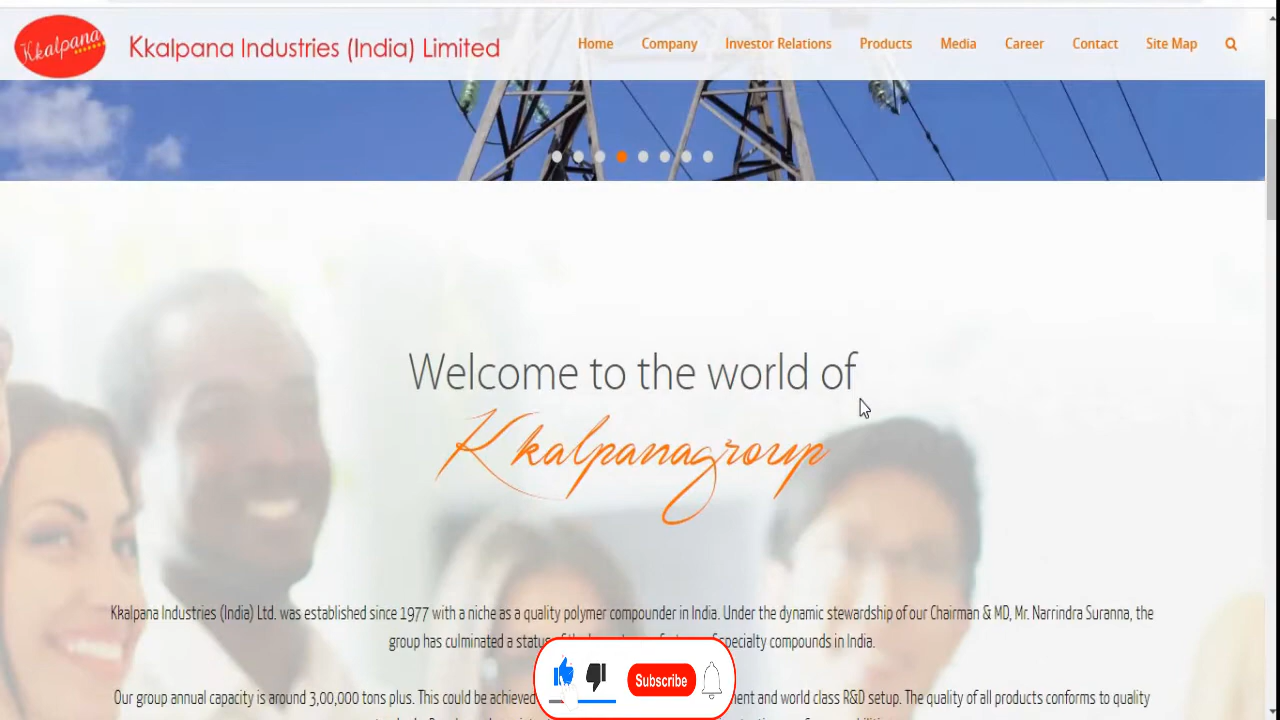 Kkalpana
Kkalpana Industries (India) Limited
Home Company Investor Relations Products Media Career Contact Site Map
Welcome to the world of
Kkalpanagroup
Kkalpana Industries (India) Ltd. was established since 1977 with a niche as a quality polymer compounder in India. Under the dynamic stewardship of our Chairman & MD, Mr. Narrindra Suranna, the
group has culminated a status specialty compounds in India.
Our group annual capacity is around 3,00,000 tons plus. This could be achieved and world class R&D setup. The quality of all products conforms to quality
Subscribe